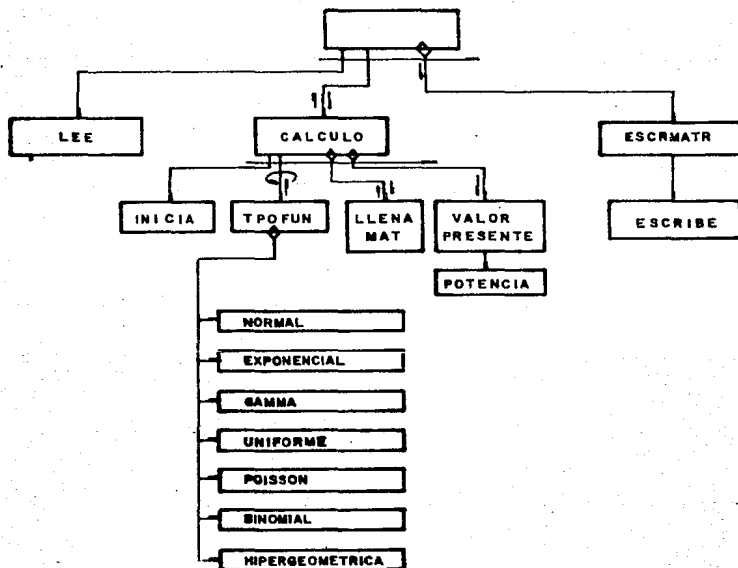 LEE
CALCULO
ESCRMATR
INICIA
TPOFUN
LLENA
MAT
VALOR
PRESENTE
ESCRIBE
POTENCIA
NORMAL
EXPONENCIAL
GAMMA
UNIFORME
POISSON
BINOMIAL
HIPERGEOMETRICA